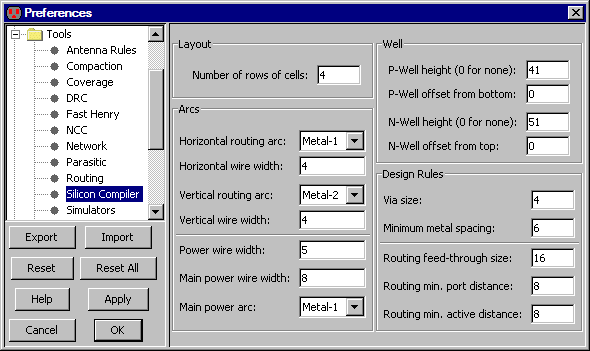 Preferences
Tools
Antenna Rules
Compaction
Coverage
DRC
Fast Henry
NCC
Network
Parasitic
Routing
Silicon Compiler
Simulators
Export Import
Reset Reset All
Help Apply
Cancel OK
Layout
Number of rows of cells: 4
Arcs
Horizontal routing arc: Metal-1
Horizontal wire width: 4
Vertical routing arc: Metal-2
Vertical wire width: 4
Power wire width: 5
Main power wire width: 8
Main power arc: Metal-1
Well
P-Well height (0 for none): 41
P-Well offset from bottom: 0
N-Well height (0 for none): 51
N-Well offset from top: 0
Design Rules
Via size: 4
Minimum metal spacing: 6
Routing feed-through size: 16
Routing min. port distance: 8
Routing min. active distance: 8